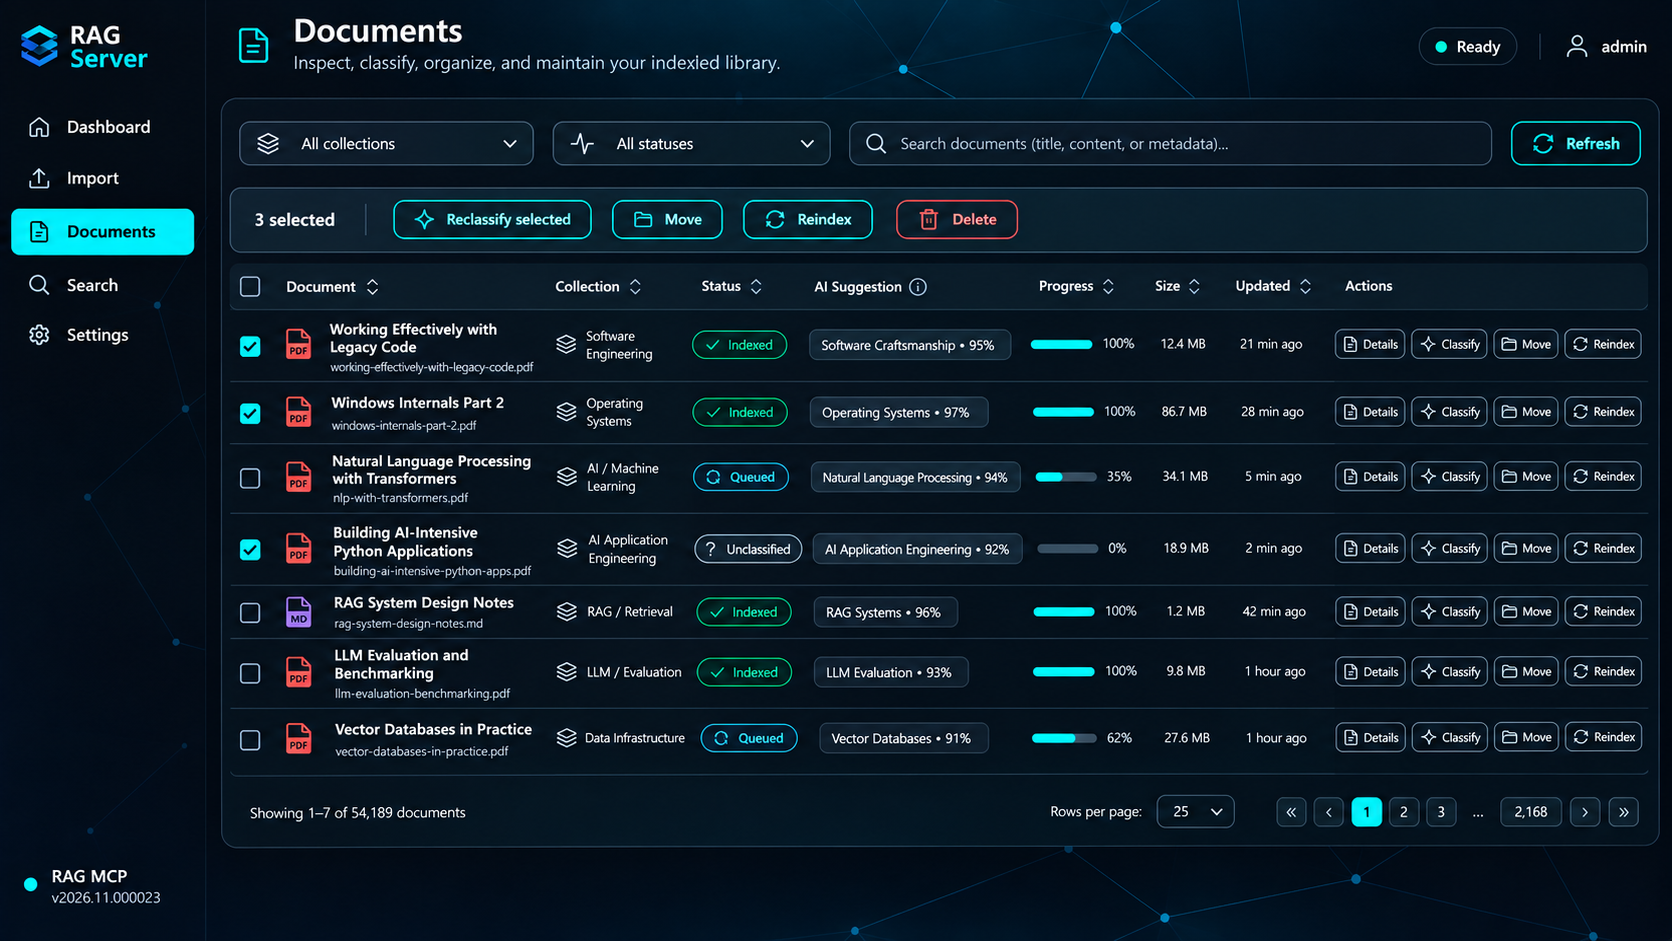 RAG
Server
Documents
Inspect, classify, organize, and maintain your indexied library.
Ready
admin
Dashboard
Import
Documents
Search
Settings
All collections
All statuses
Search documents (title, content, or metadata)...
Refresh
3 selected
Reclassify selected
Move
Reindex
Delete
Document Collection Status AI Suggestion Progress Size Updated Actions
Working Effectively with
Legacy Code
working-effectively-with-legacy-code.pdf
PDF
Software
Engineering
Indexed
Software Craftsmanship • 95%
100%
12.4 MB
21 min ago
Details Classify Move Reindex
Windows Internals Part 2
windows-internals-part-2.pdf
PDF
Operating
Systems
Indexed
Operating Systems • 97%
100%
86.7 MB
28 min ago
Details Classify Move Reindex
Natural Language Processing
with Transformers
nlp-with-transformers.pdf
PDF
AI / Machine
Learning
Queued
Natural Language Processing • 94%
35%
34.1 MB
5 min ago
Details Classify Move Reindex
Building AI-Intensive
Python Applications
building-ai-intensive-python-apps.pdf
PDF
AI Application
Engineering
? Unclassified
AI Application Engineering • 92%
0%
18.9 MB
2 min ago
Details Classify Move Reindex
RAG System Design Notes
rag-system-design-notes.md
MD
RAG / Retrieval
Indexed
RAG Systems • 96%
100%
1.2 MB
42 min ago
Details Classify Move Reindex
LLM Evaluation and
Benchmarking
llm-evaluation-benchmarking.pdf
PDF
LLM / Evaluation
Indexed
LLM Evaluation • 93%
100%
9.8 MB
1 hour ago
Details Classify Move Reindex
Vector Databases in Practice
vector-databases-in-practice.pdf
PDF
Data Infrastructure
Queued
Vector Databases • 91%
62%
27.6 MB
1 hour ago
Details Classify Move Reindex
Showing 1–7 of 54,189 documents
Rows per page: 25
« ‹ 1 2 3 ... 2,168 › »
RAG MCP
v2026.11.000023